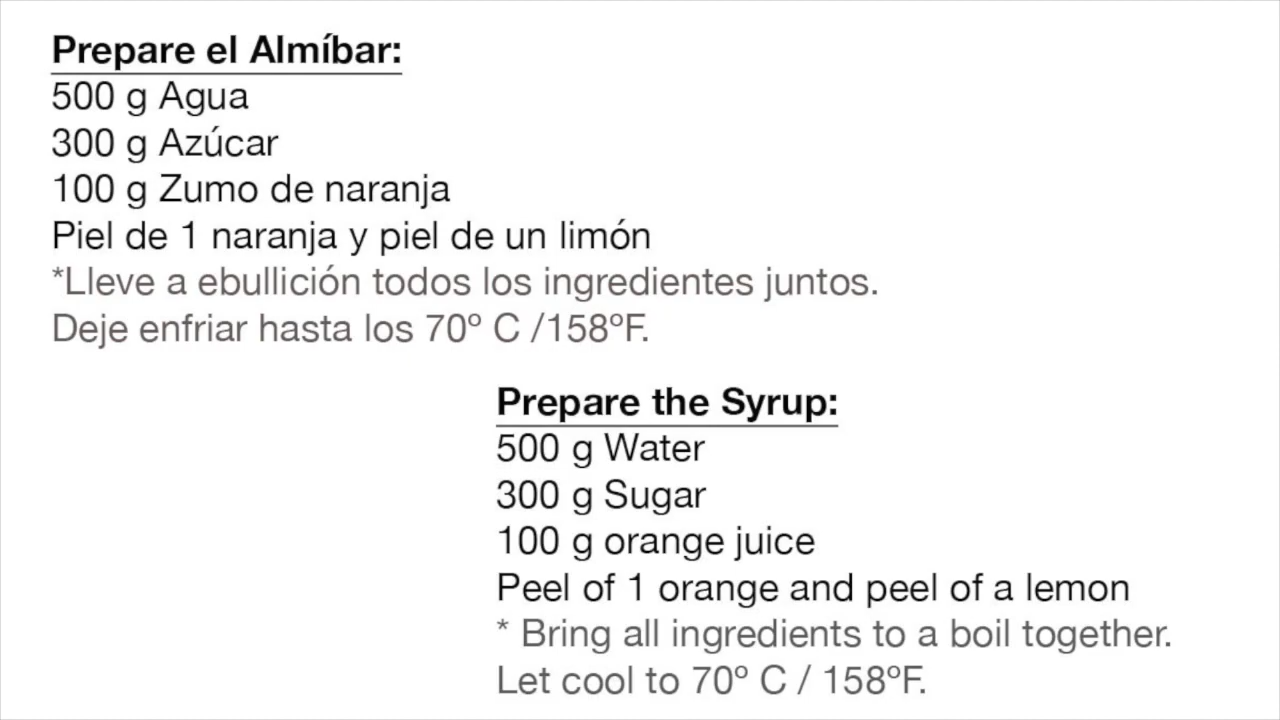 Prepare el Almíbar:
500 g Agua
300 g Azúcar
100 g Zumo de naranja
Piel de 1 naranja y piel de un limón
*Lleve a ebullición todos los ingredientes juntos.
Deje enfriar hasta los 70º C /158ºF.
Prepare the Syrup:
500 g Water
300 g Sugar
100 g orange juice
Peel of 1 orange and peel of a lemon
* Bring all ingredients to a boil together.
Let cool to 70º C / 158ºF.